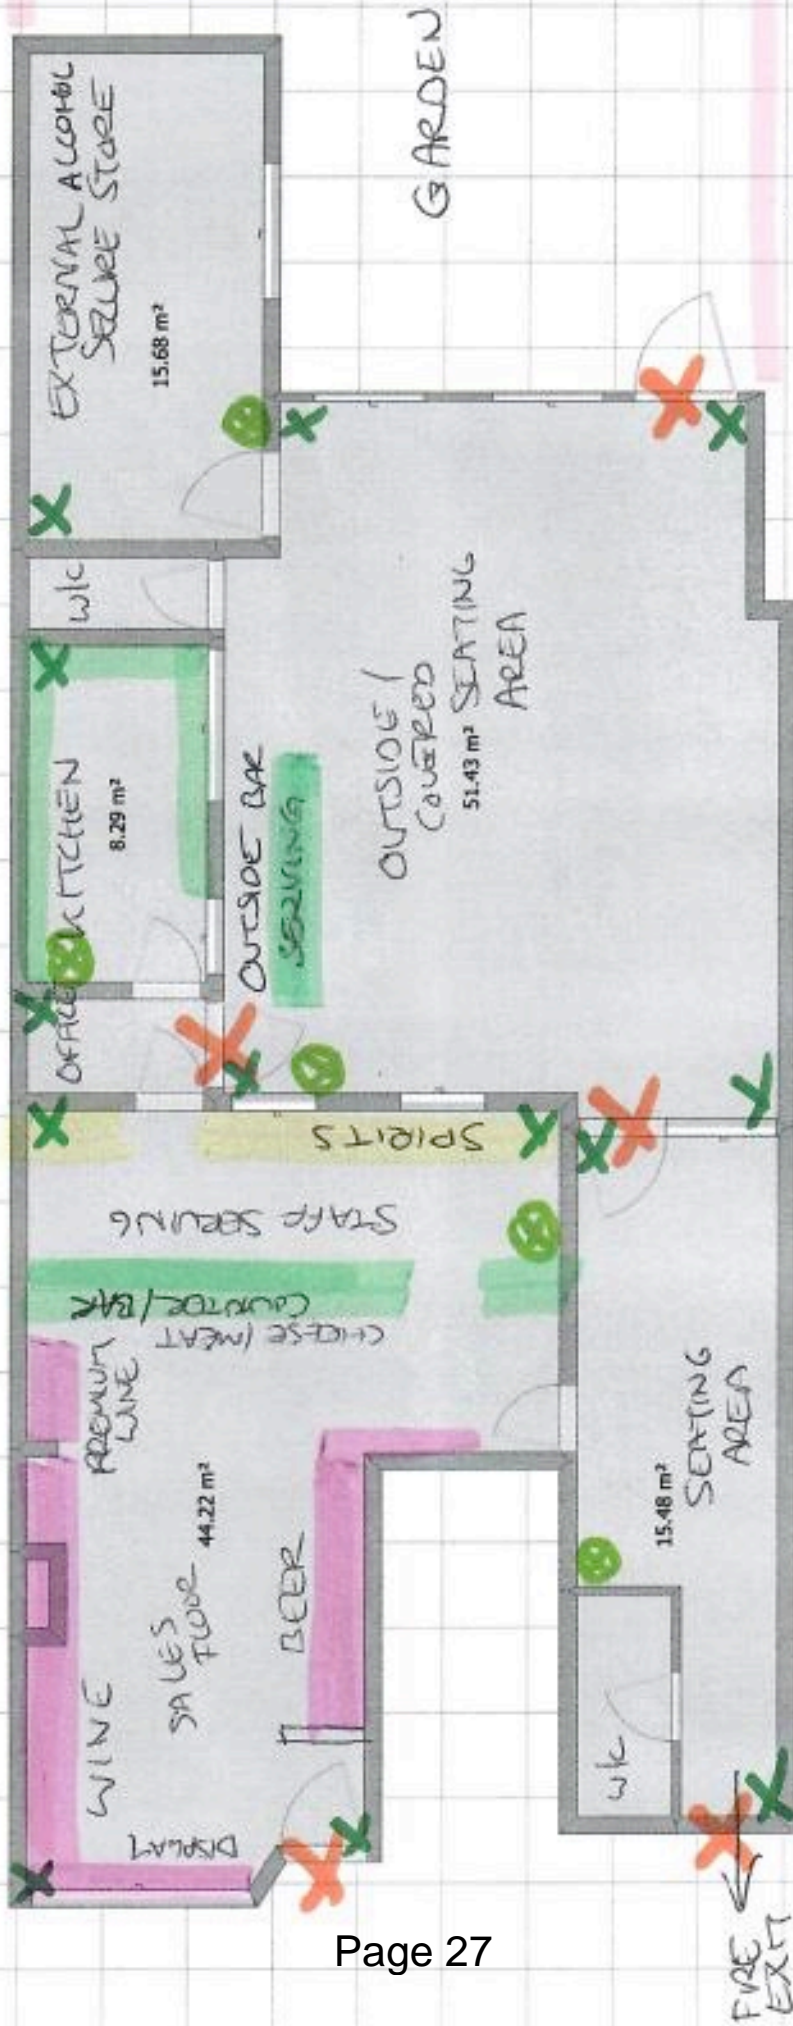 GARDEN
EXTERNAL ALCOHOL
SECURE STORE
15.68 m²
W/C
KITCHEN
8.29 m²
OFFICE
OUTSIDE BAR
SERVING
OUTSIDE /
COVERED SEATING
AREA
51.43 m²
SPIRITS
STAFF SERVING
COUNTER/BAR
CHEESE/MEAT
PREMIUM
WINE
WINE
SALES
FLOOR
44.22 m²
BEER
DISPLAY
SEATING
AREA
15.48 m²
W/C
FIRE
EXIT
Page 27